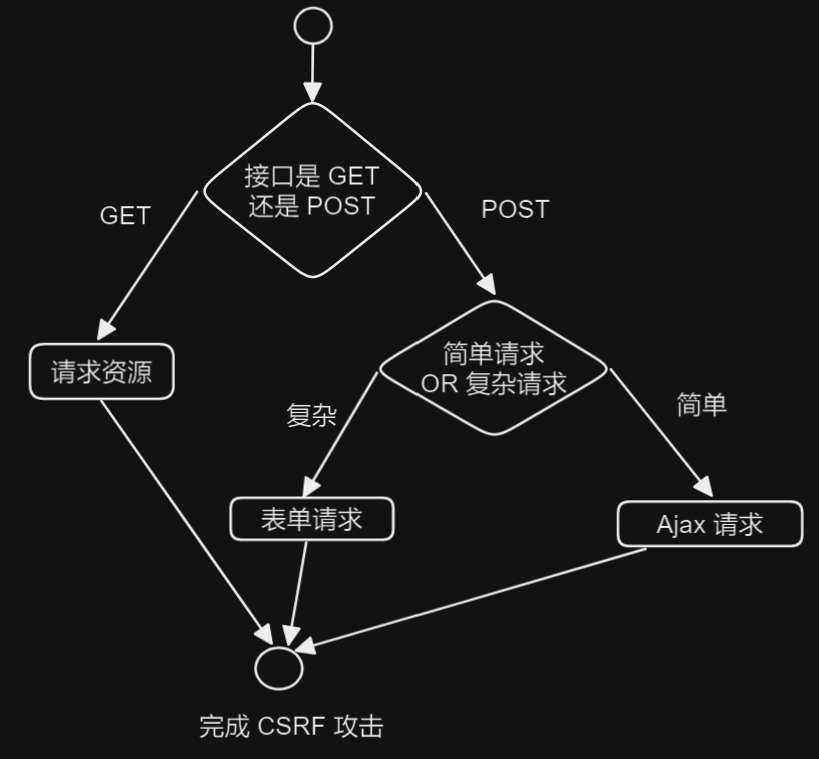 接口是 GET
还是 POST
GET
POST
简单请求
OR 复杂请求
请求资源
复杂
简单
表单请求
Ajax 请求
完成 CSRF 攻击